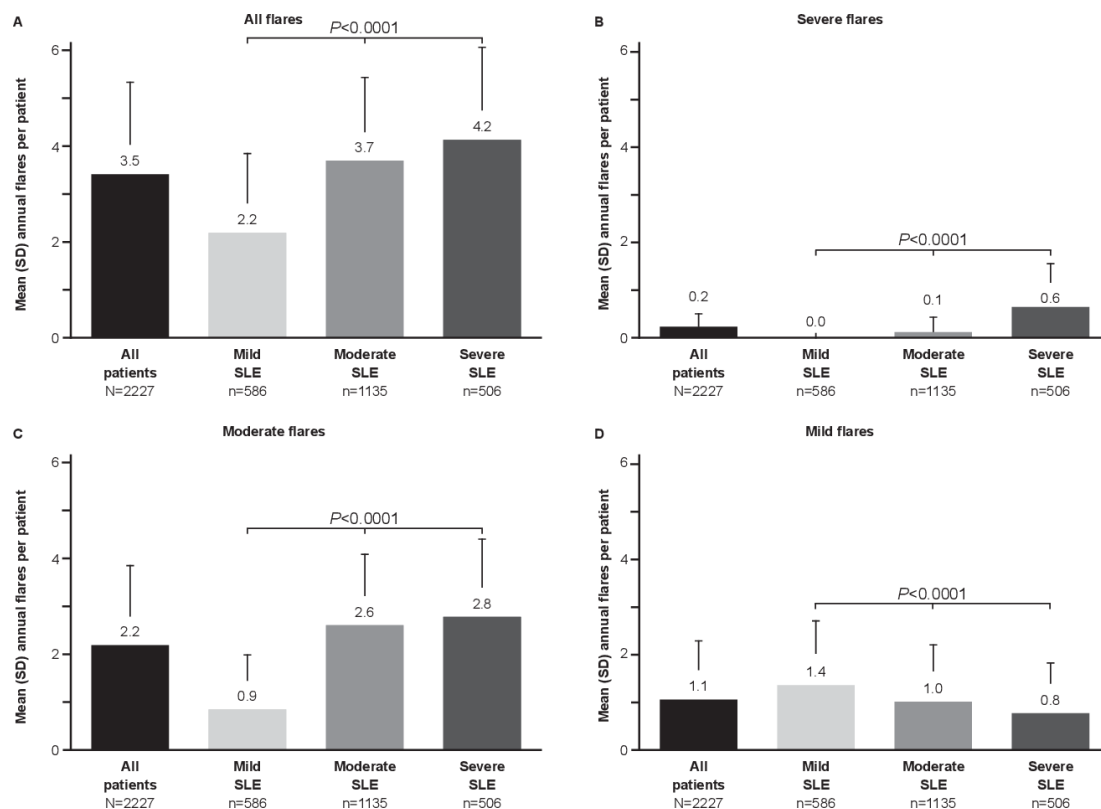 A
All flares
P<0.0001
Mean (SD) annual flares per patient
6
4
2
0
3.5
2.2
3.7
4.2
All patients N=2227
Mild SLE n=586
Moderate SLE n=1135
Severe SLE n=506
B
Severe flares
P<0.0001
Mean (SD) annual flares per patient
6
4
2
0
0.2
0.0
0.1
0.6
All patients N=2227
Mild SLE n=586
Moderate SLE n=1135
Severe SLE n=506
C
Moderate flares
P<0.0001
Mean (SD) annual flares per patient
6
4
2
0
2.2
0.9
2.6
2.8
All patients N=2227
Mild SLE n=586
Moderate SLE n=1135
Severe SLE n=506
D
Mild flares
P<0.0001
Mean (SD) annual flares per patient
6
4
2
0
1.1
1.4
1.0
0.8
All patients N=2227
Mild SLE n=586
Moderate SLE n=1135
Severe SLE n=506